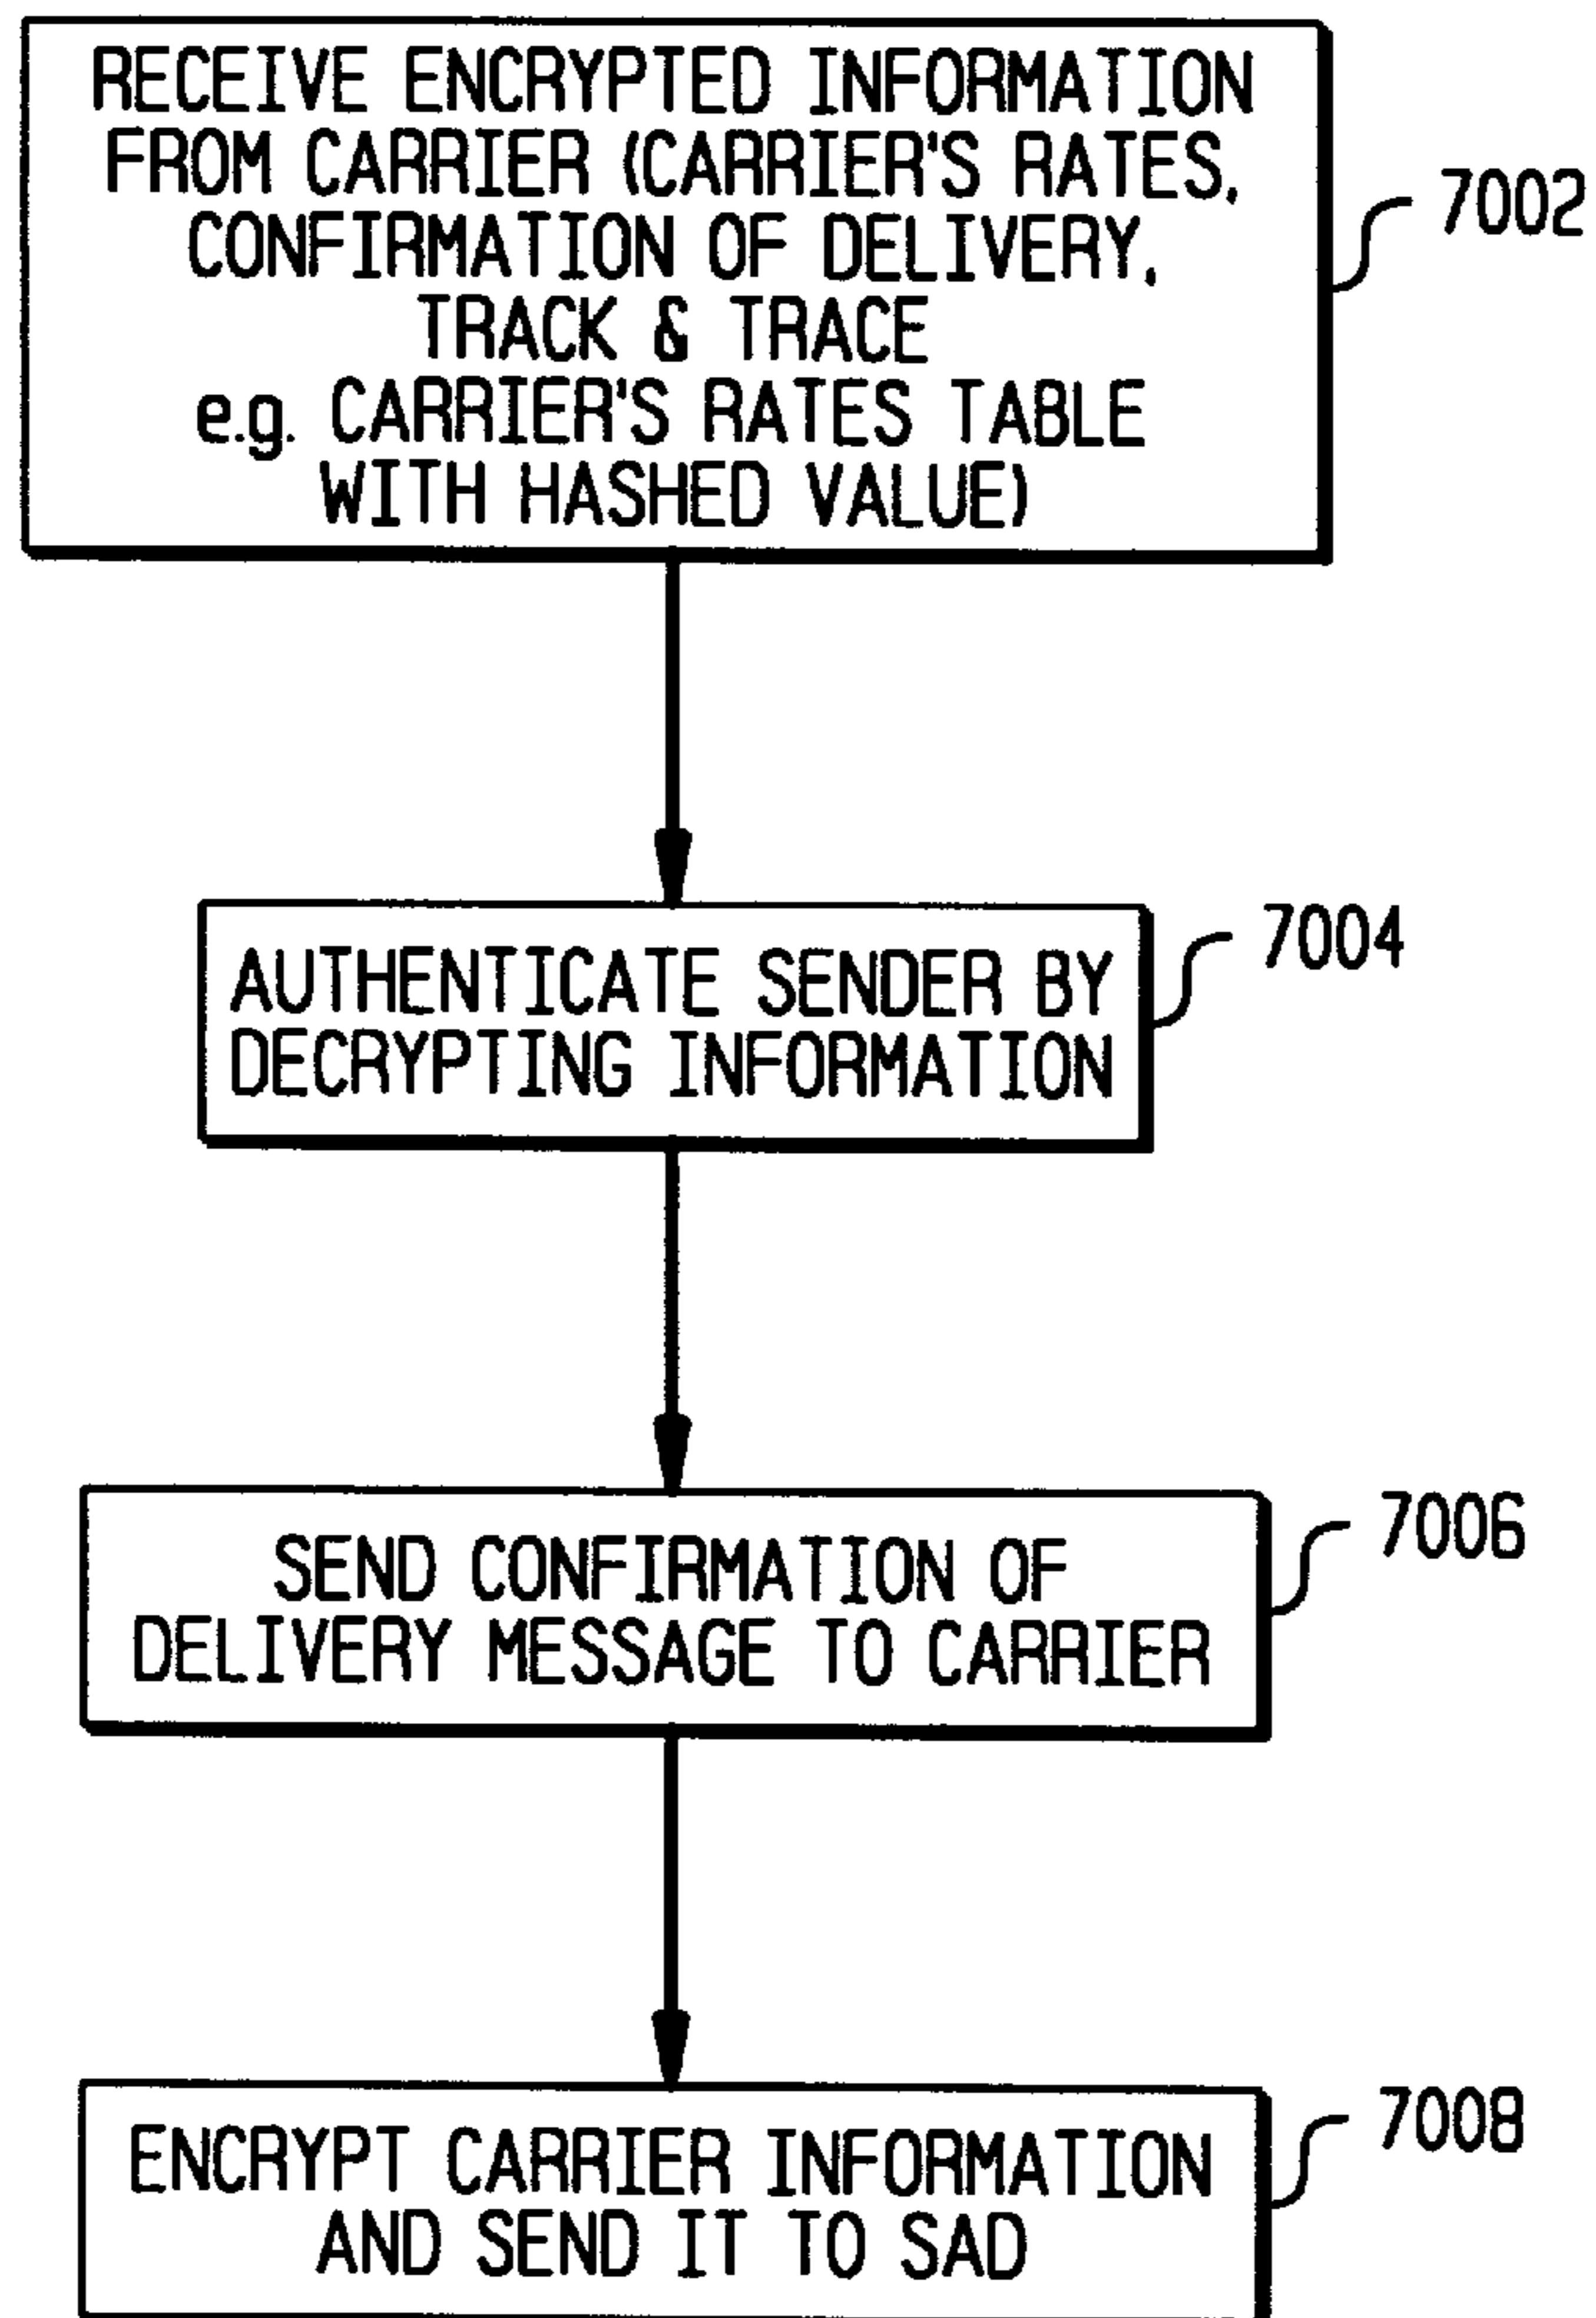 RECEIVE ENCRYPTED INFORMATION
FROM CARRIER (CARRIER'S RATES,
CONFIRMATION OF DELIVERY,
TRACK & TRACE
e.g. CARRIER'S RATES TABLE
WITH HASHED VALUE)
7002
AUTHENTICATE SENDER BY
DECRYPTING INFORMATION
7004
SEND CONFIRMATION OF
DELIVERY MESSAGE TO CARRIER
7006
ENCRYPT CARRIER INFORMATION
AND SEND IT TO SAD
7008